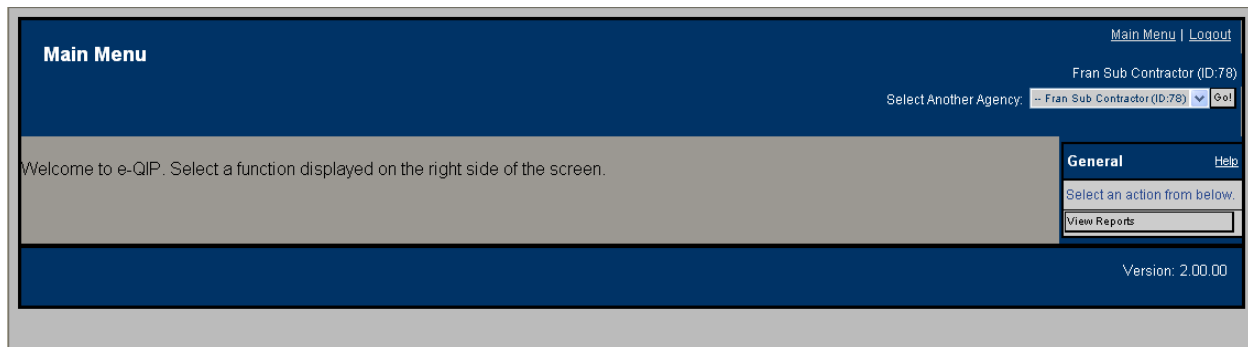 Main Menu | Logout
Main Menu
Fran Sub Contractor (ID:78)
Select Another Agency: -- Fran Sub Contractor (ID:78) Go!
Welcome to e-QIP. Select a function displayed on the right side of the screen.
General Help
Select an action from below.
View Reports
Version: 2.00.00